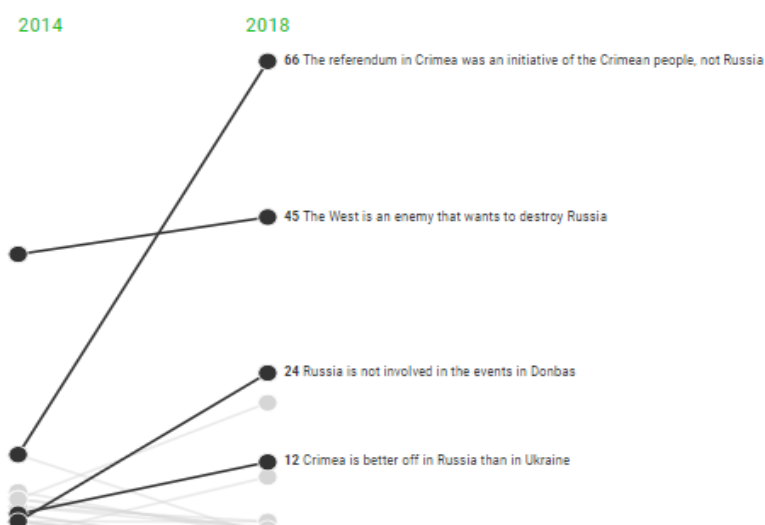 2014 2018
66 The referendum in Crimea was an initiative of the Crimean people, not Russia
45 The West is an enemy that wants to destroy Russia
24 Russia is not involved in the events in Donbas
12 Crimea is better off in Russia than in Ukraine